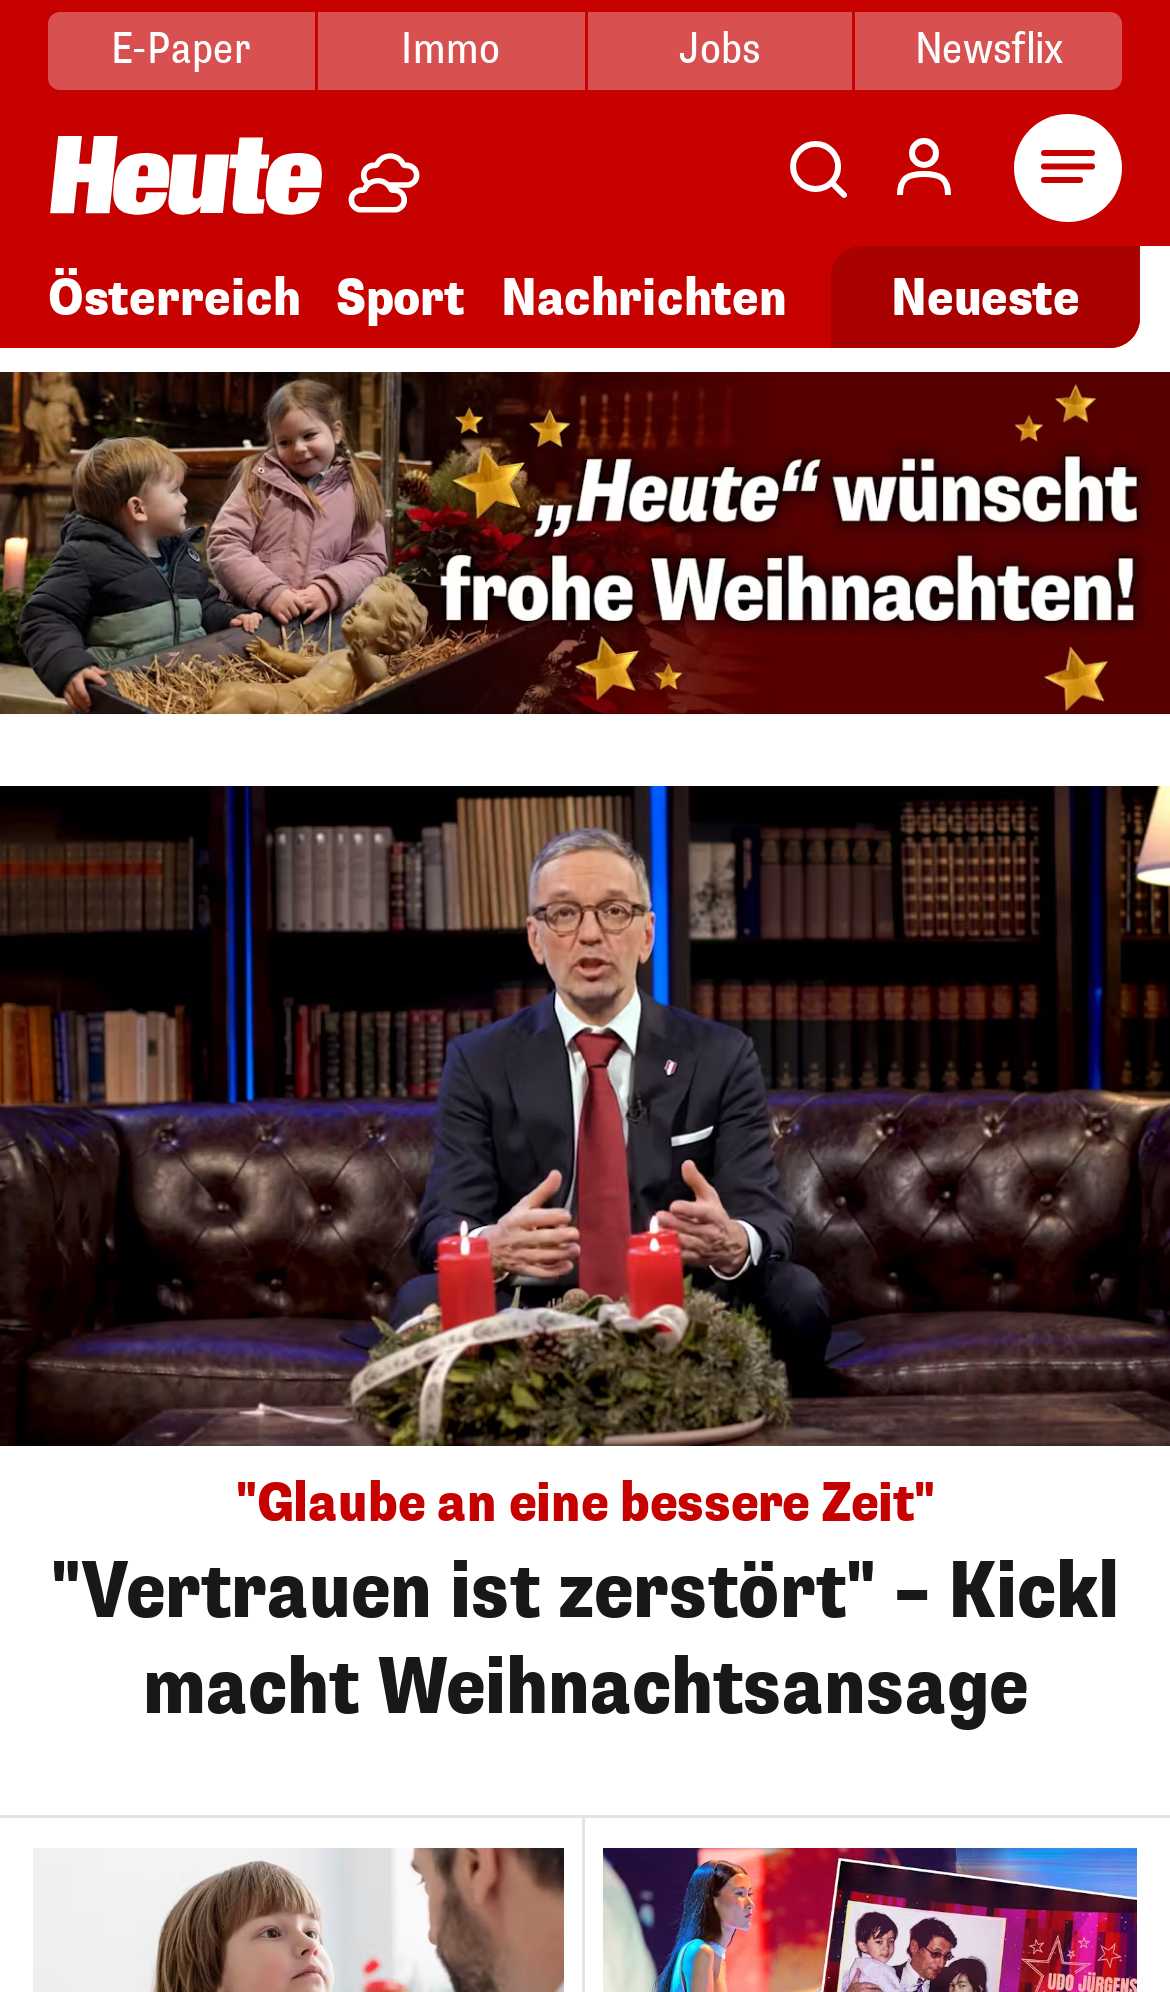 E-Paper
Immo
Jobs
Newsflix
Heute
Österreich
Sport
Nachrichten
Neueste
„Heute“ wünscht
frohe Weihnachten!
"Glaube an eine bessere Zeit"
"Vertrauen ist zerstört" – Kickl
macht Weihnachtsansage
UDO JÜRGENS